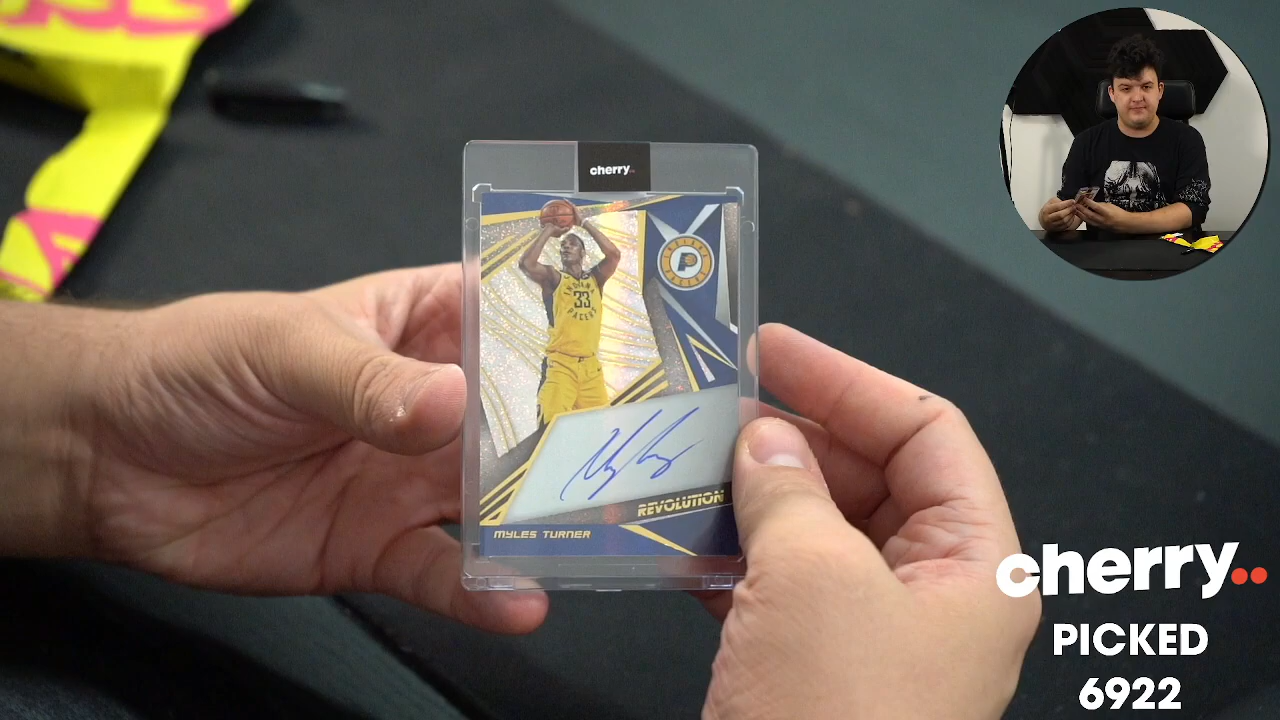 cherry..
INDIANA
33
PACERS
P
REVOLUTION
MYLES TURNER
cherry..
PICKED
6922